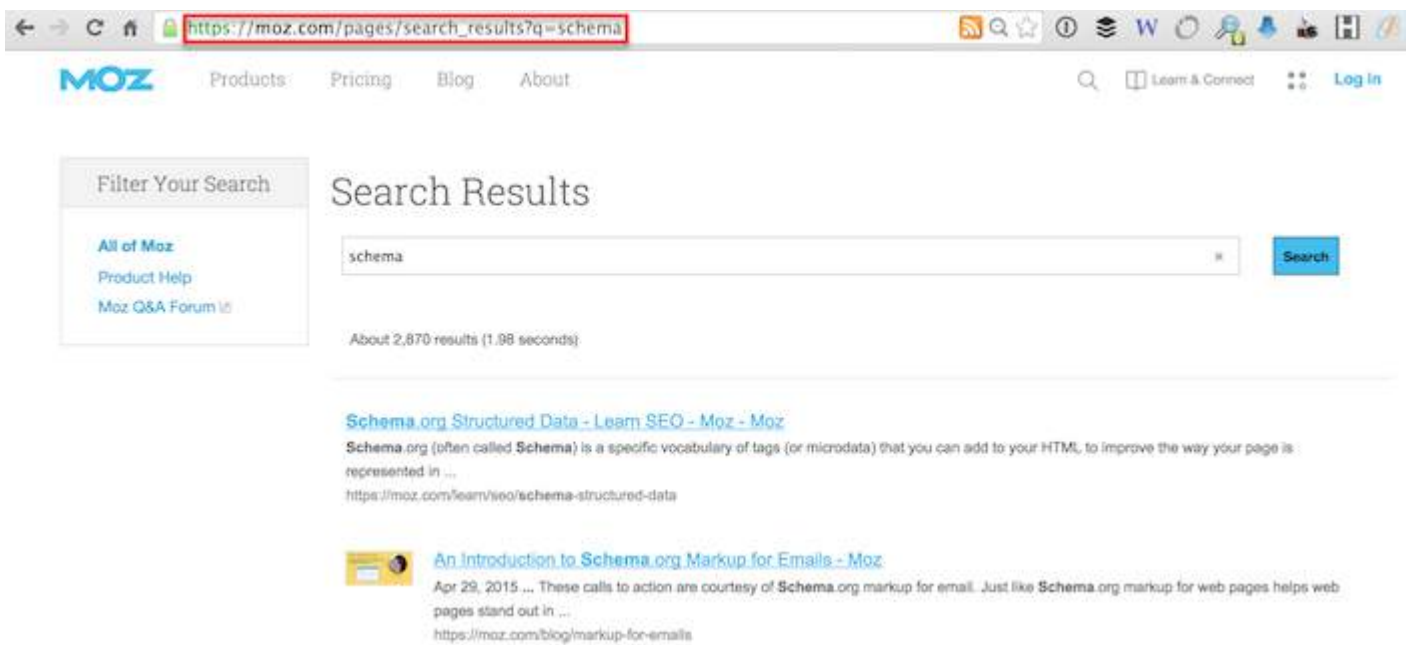 https://moz.com/pages/search_results?q=schema
MOZ Products Pricing Blog About Learn & Connect Log in
Filter Your Search
All of Moz
Product Help
Moz Q&A Forum
Search Results
schema × Search
About 2,870 results (1.98 seconds)
Schema.org Structured Data - Learn SEO - Moz - Moz
Schema.org (often called Schema) is a specific vocabulary of tags (or microdata) that you can add to your HTML to improve the way your page is
represented in ...
https://moz.com/learn/seo/schema-structured-data
An Introduction to Schema.org Markup for Emails - Moz
Apr 29, 2015 ... These calls to action are courtesy of Schema.org markup for email. Just like Schema.org markup for web pages helps web
pages stand out in ...
https://moz.com/blog/markup-for-emails